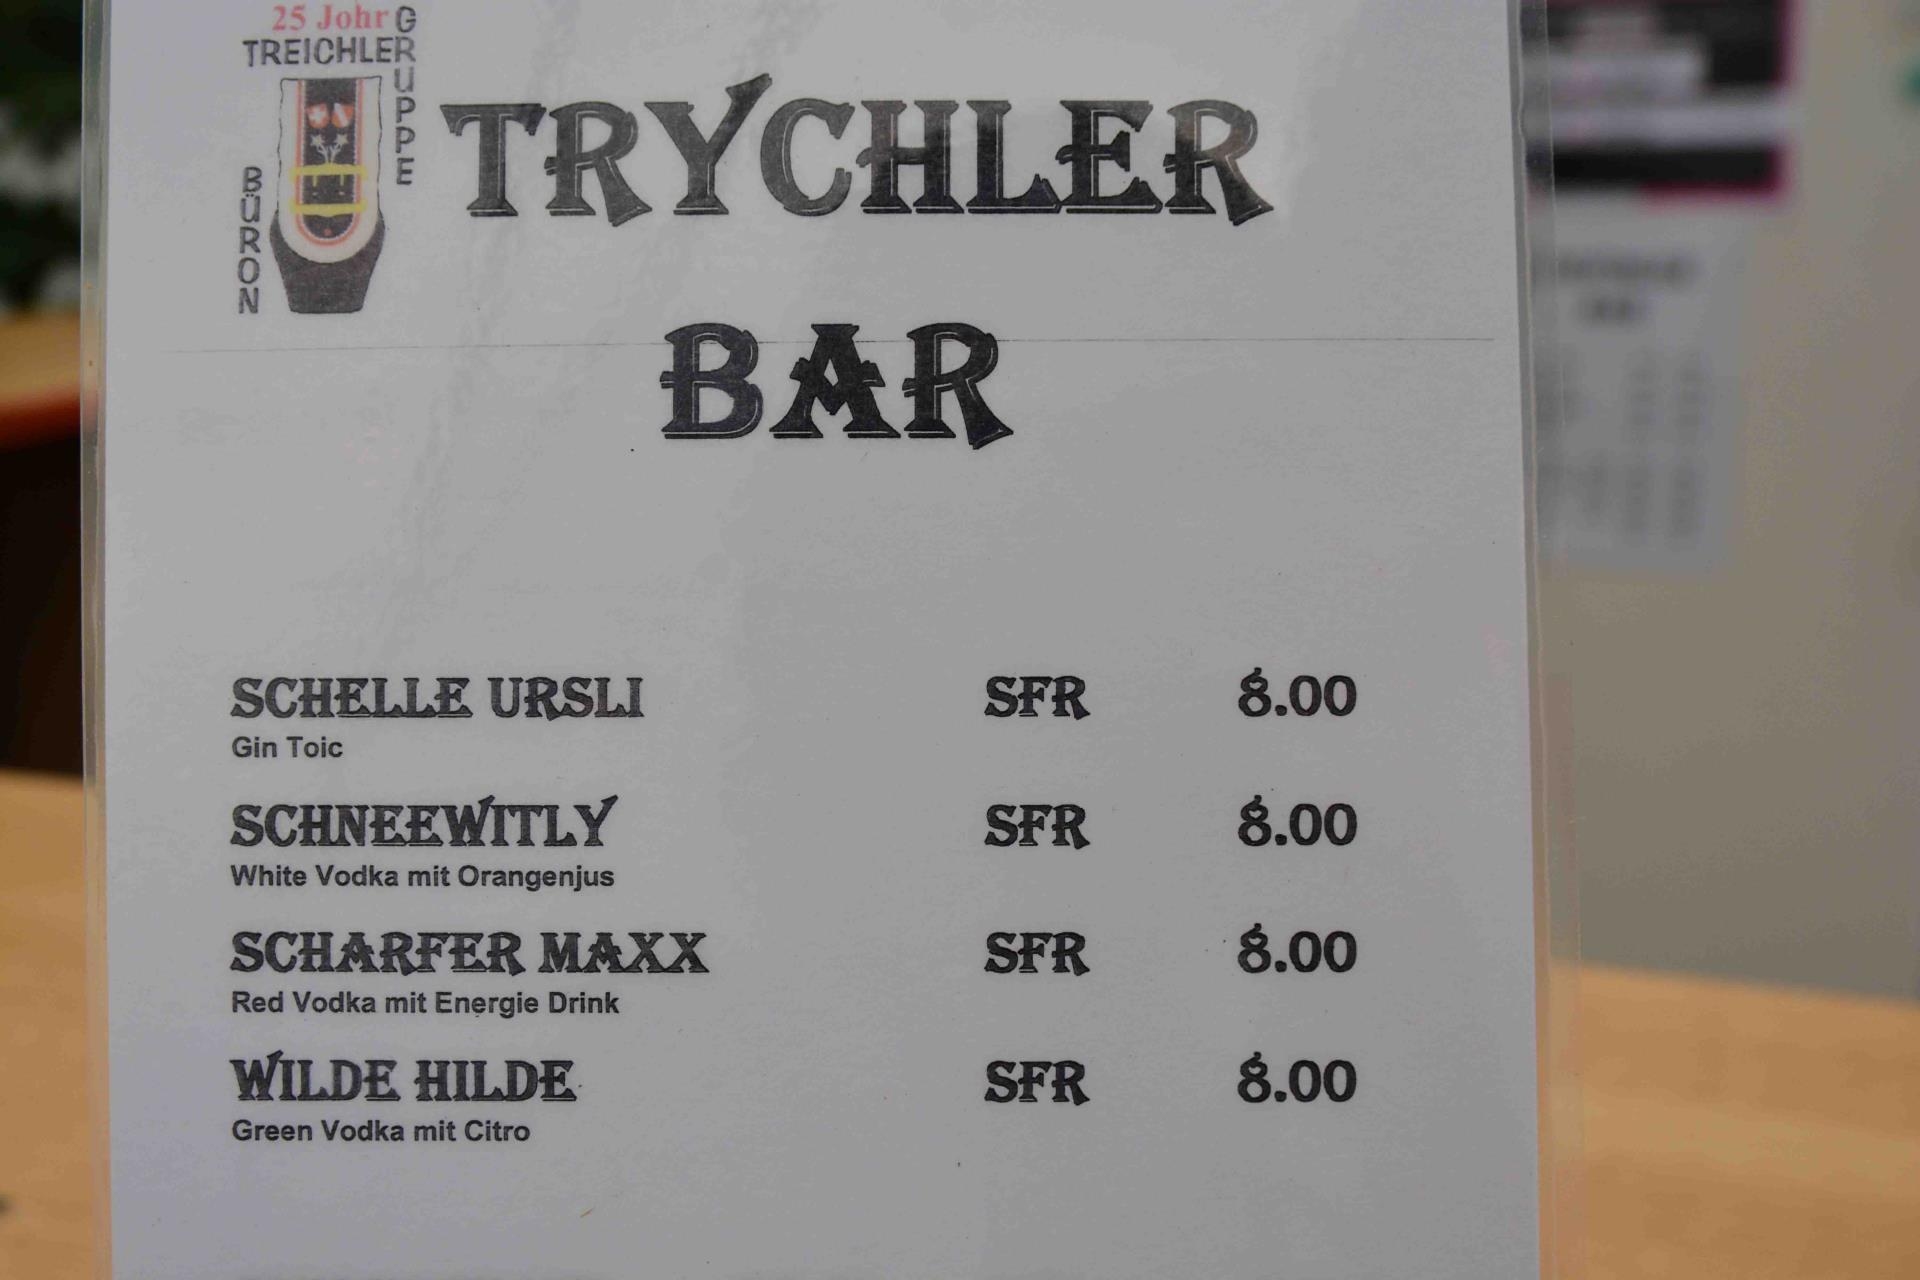 25 Johr
TREICHLER
GRUPPE
BÜRON
TRYCHLER
BAR
SCHELLE URSLI SFR 8.00
Gin Toic
SCHNEEWITLY SFR 8.00
White Vodka mit Orangenjus
SCHARFER MAXX SFR 8.00
Red Vodka mit Energie Drink
WILDE HILDE SFR 8.00
Green Vodka mit Citro